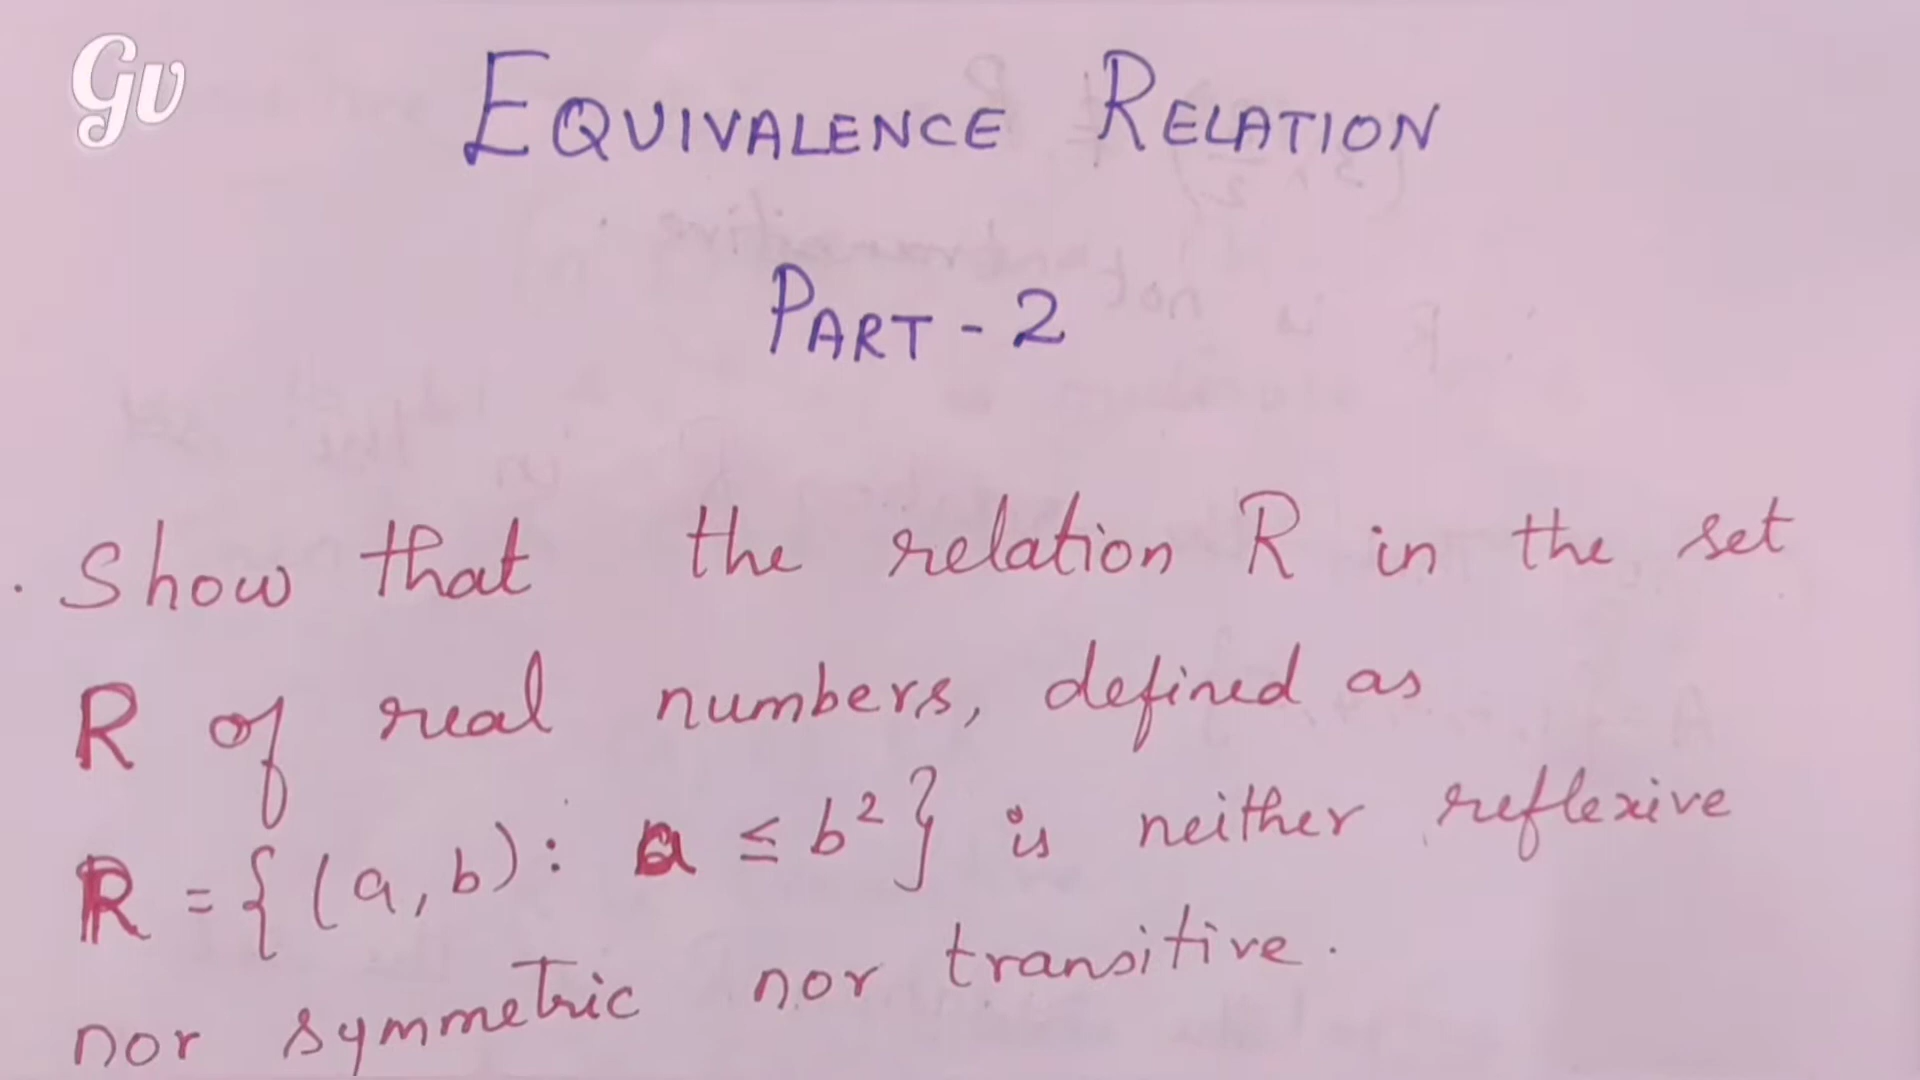 Gv
EQUIVALENCE RELATION
PART - 2
. Show that the relation R in the set
R of real numbers, defined as
R = { (a, b) : a ≤ b² } is neither reflexive
nor symmetric nor transitive.